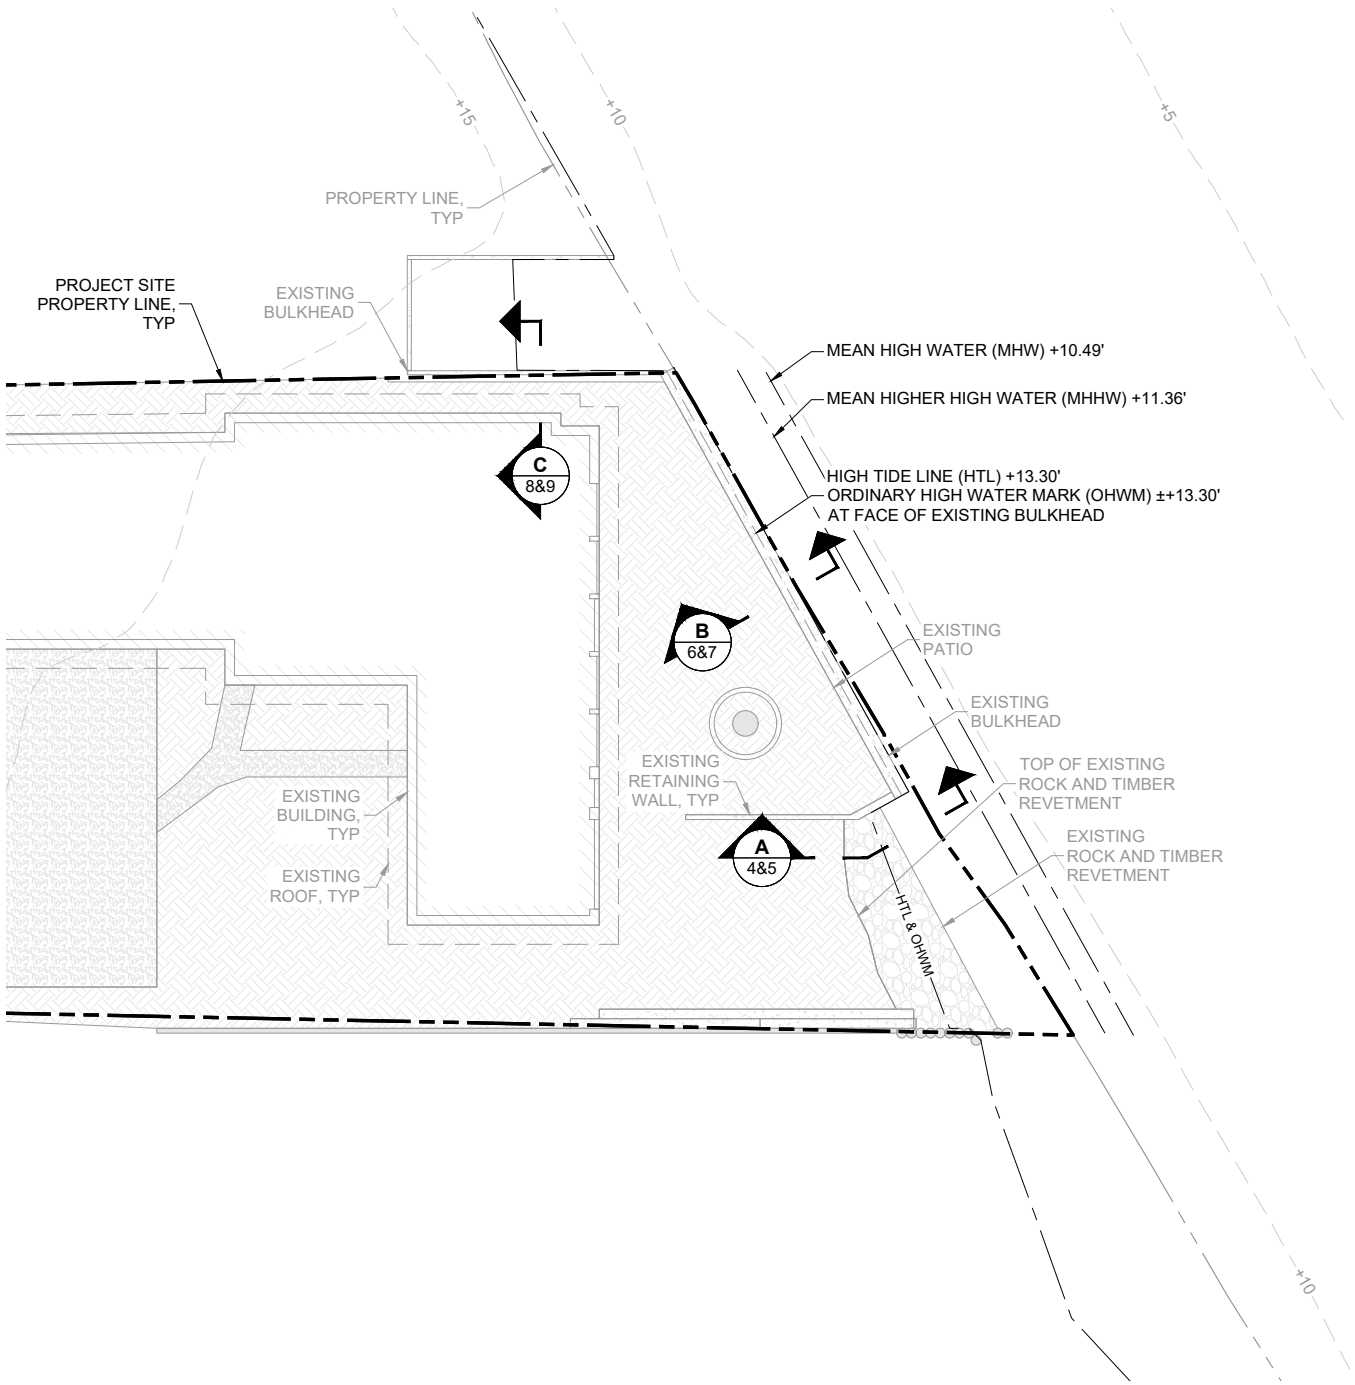 +15
+10
+5
PROPERTY LINE,
TYP
PROJECT SITE
PROPERTY LINE,
TYP
EXISTING
BULKHEAD
MEAN HIGH WATER (MHW) +10.49'
MEAN HIGHER HIGH WATER (MHHW) +11.36'
HIGH TIDE LINE (HTL) +13.30'
ORDINARY HIGH WATER MARK (OHWM) ±+13.30'
AT FACE OF EXISTING BULKHEAD
C
8&9
B
6&7
EXISTING
PATIO
EXISTING
BULKHEAD
EXISTING
RETAINING
WALL, TYP
TOP OF EXISTING
ROCK AND TIMBER
REVETMENT
EXISTING
BUILDING,
TYP
A
4&5
EXISTING
ROCK AND TIMBER
REVETMENT
EXISTING
ROOF, TYP
HTL & OHWM
+10